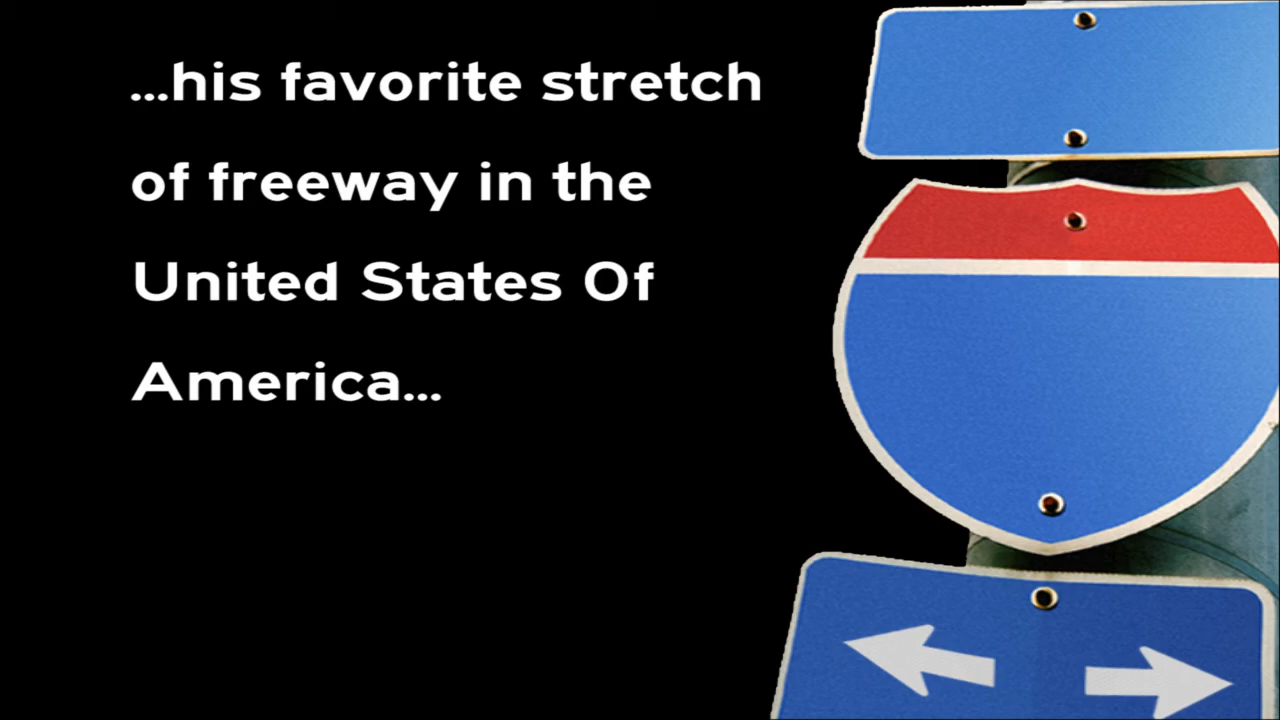 ...his favorite stretch
of freeway in the
United States Of
America...